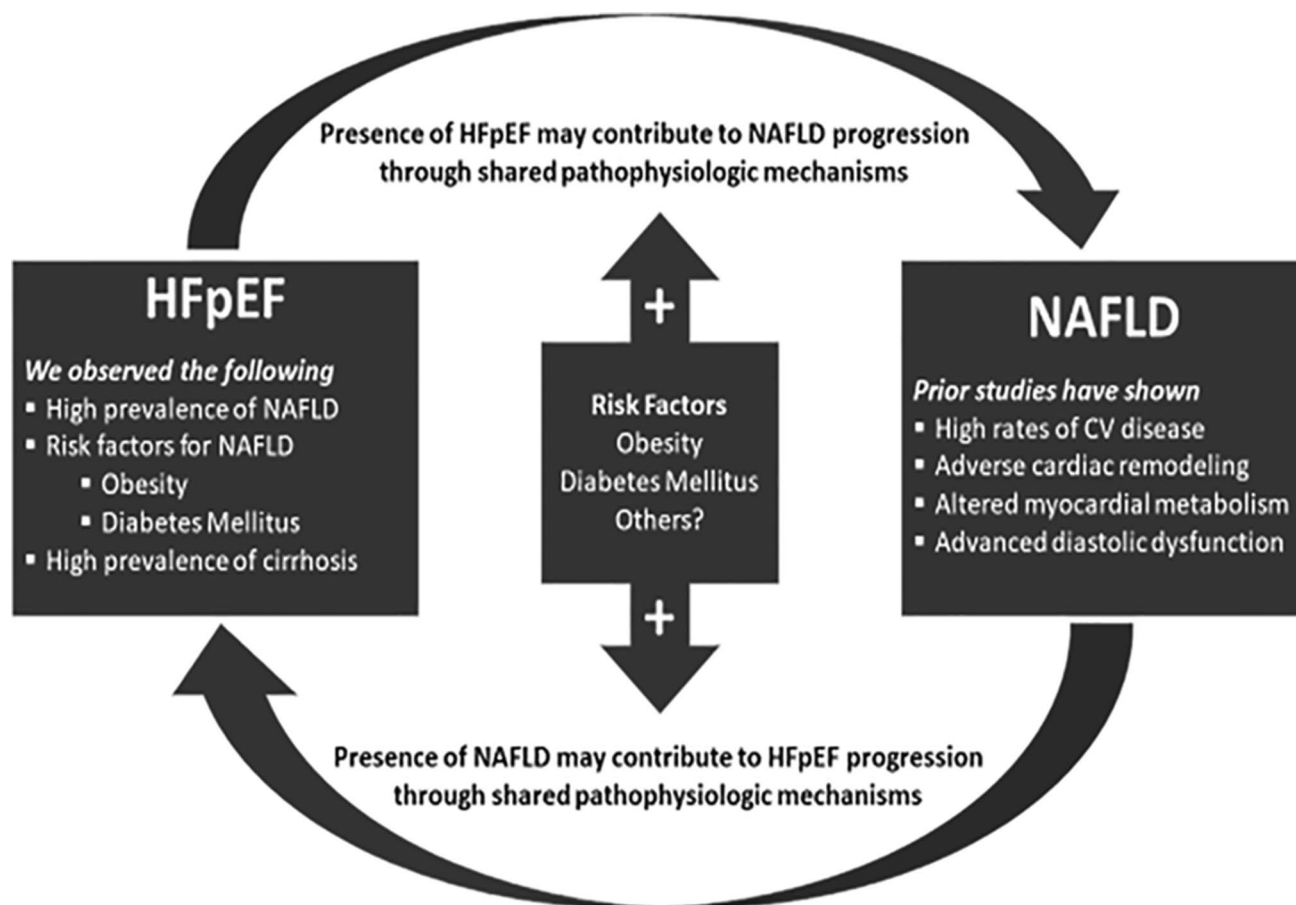 Presence of HFpEF may contribute to NAFLD progression
through shared pathophysiologic mechanisms
HFpEF
We observed the following
▪ High prevalence of NAFLD
▪ Risk factors for NAFLD
▪ Obesity
▪ Diabetes Mellitus
▪ High prevalence of cirrhosis
+
Risk Factors
Obesity
Diabetes Mellitus
Others?
+
NAFLD
Prior studies have shown
▪ High rates of CV disease
▪ Adverse cardiac remodeling
▪ Altered myocardial metabolism
▪ Advanced diastolic dysfunction
Presence of NAFLD may contribute to HFpEF progression
through shared pathophysiologic mechanisms